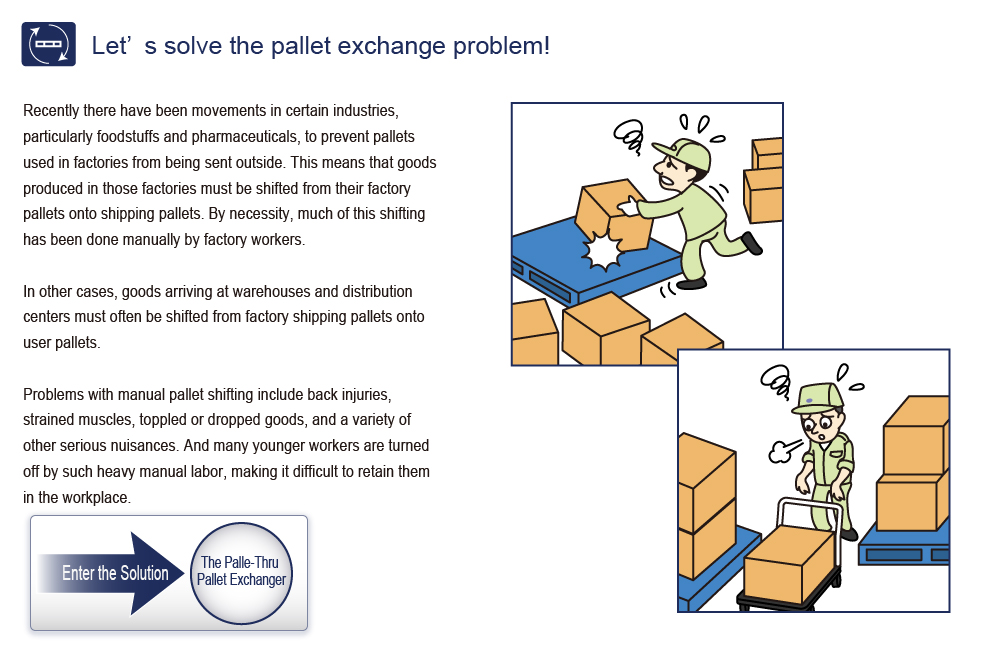 Let’s solve the pallet exchange problem!
Recently there have been movements in certain industries,
particularly foodstuffs and pharmaceuticals, to prevent pallets
used in factories from being sent outside. This means that goods
produced in those factories must be shifted from their factory
pallets onto shipping pallets. By necessity, much of this shifting
has been done manually by factory workers.
In other cases, goods arriving at warehouses and distribution
centers must often be shifted from factory shipping pallets onto
user pallets.
Problems with manual pallet shifting include back injuries,
strained muscles, toppled or dropped goods, and a variety of
other serious nuisances. And many younger workers are turned
off by such heavy manual labor, making it difficult to retain them
in the workplace.
Enter the Solution
The Palle-Thru
Pallet Exchanger